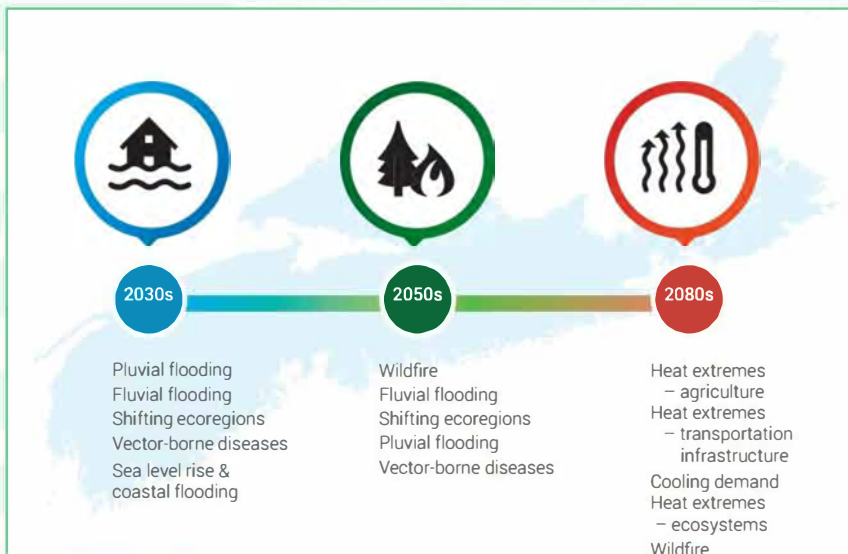 2030s
2050s
2080s
Pluvial flooding
Fluvial flooding
Shifting ecoregions
Vector-borne diseases
Sea level rise &
coastal flooding
Wildfire
Fluvial flooding
Shifting ecoregions
Pluvial flooding
Vector-borne diseases
Heat extremes
– agriculture
Heat extremes
– transportation
infrastructure
Cooling demand
Heat extremes
– ecosystems
Wildfire